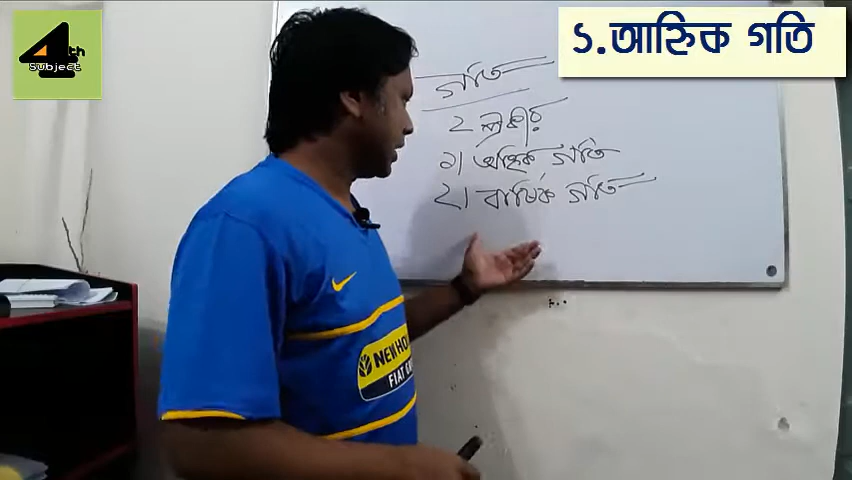 4th
Subject
১.আহ্নিক গতি
গতি
২ প্রকার
১। আহ্নিক গতি
২। বার্ষিক গতি
NEW HO
FIAT